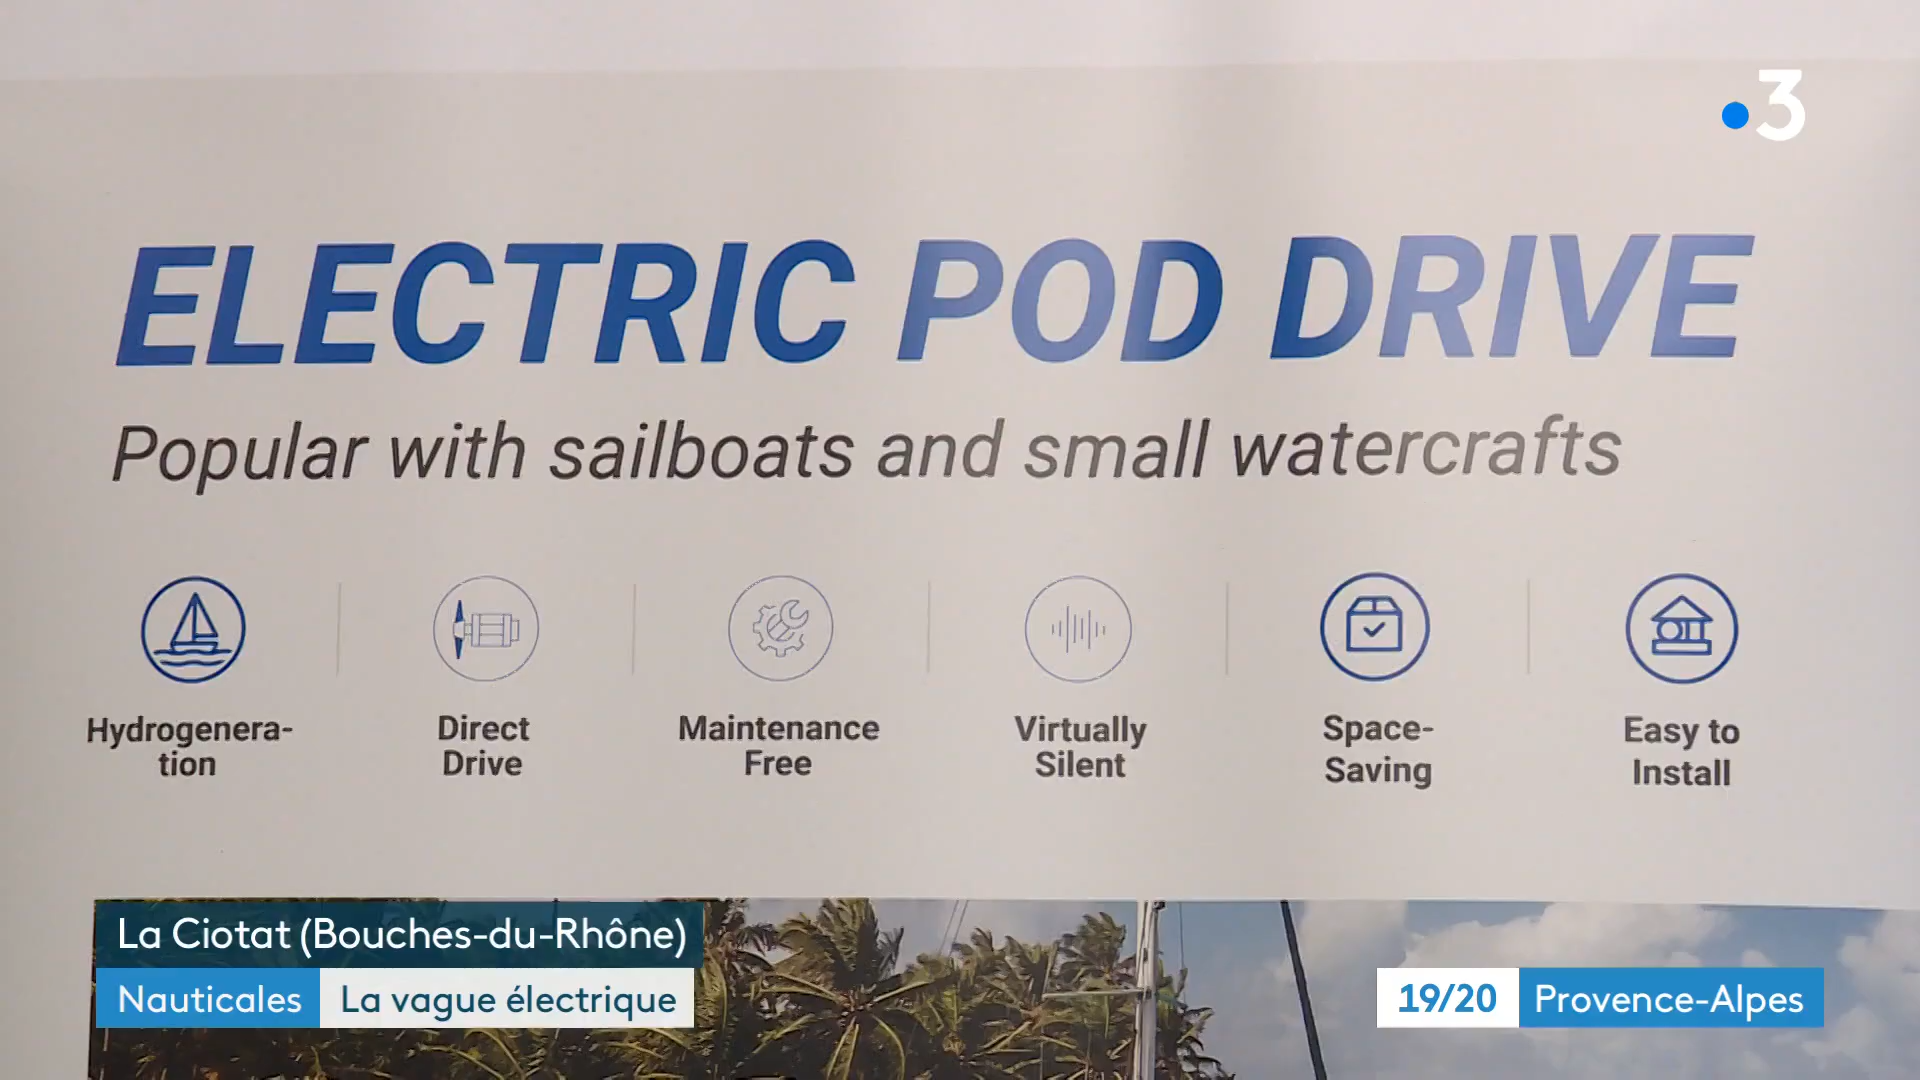 3
ELECTRIC POD DRIVE
Popular with sailboats and small watercrafts
Hydrogenera-
tion
Direct
Drive
Maintenance
Free
Virtually
Silent
Space-
Saving
Easy to
Install
La Ciotat (Bouches-du-Rhône)
Nauticales La vague électrique
19/20 Provence-Alpes